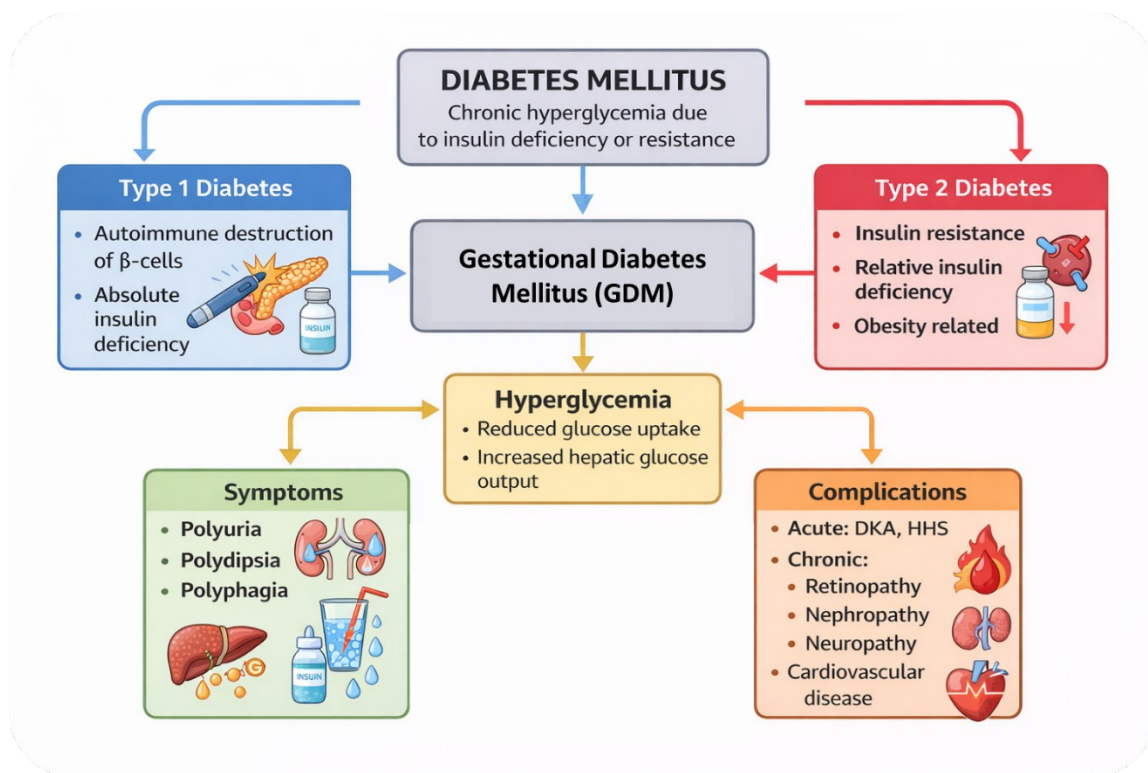 DIABETES MELLITUS
Chronic hyperglycemia due
to insulin deficiency or resistance
Type 1 Diabetes
• Autoimmune destruction
of β-cells
• Absolute
insulin
deficiency
INSILIN
Gestational Diabetes
Mellitus (GDM)
Type 2 Diabetes
• Insulin resistance
• Relative insulin
deficiency
• Obesity related
Hyperglycemia
• Reduced glucose uptake
• Increased hepatic glucose
output
Symptoms
• Polyuria
• Polydipsia
• Polyphagia
G
INSUIN
Complications
• Acute: DKA, HHS
• Chronic:
• Retinopathy
• Nephropathy
• Neuropathy
• Cardiovascular
disease